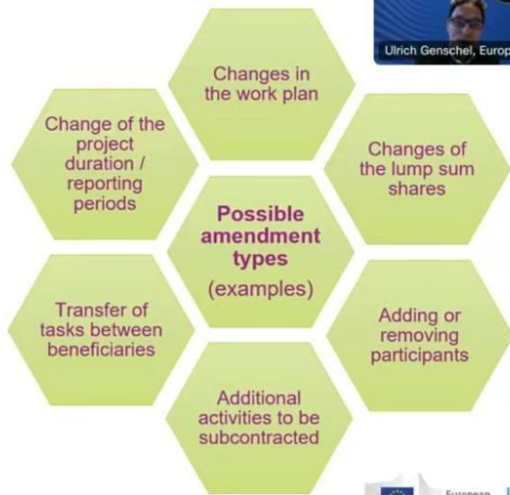 Ulrich Genschel, Europ
Changes in
the work plan
Change of the
project
duration /
reporting
periods
Changes of
the lump sum
shares
Possible
amendment
types
(examples)
Transfer of
tasks between
beneficiaries
Adding or
removing
participants
Additional
activities to be
subcontracted
European